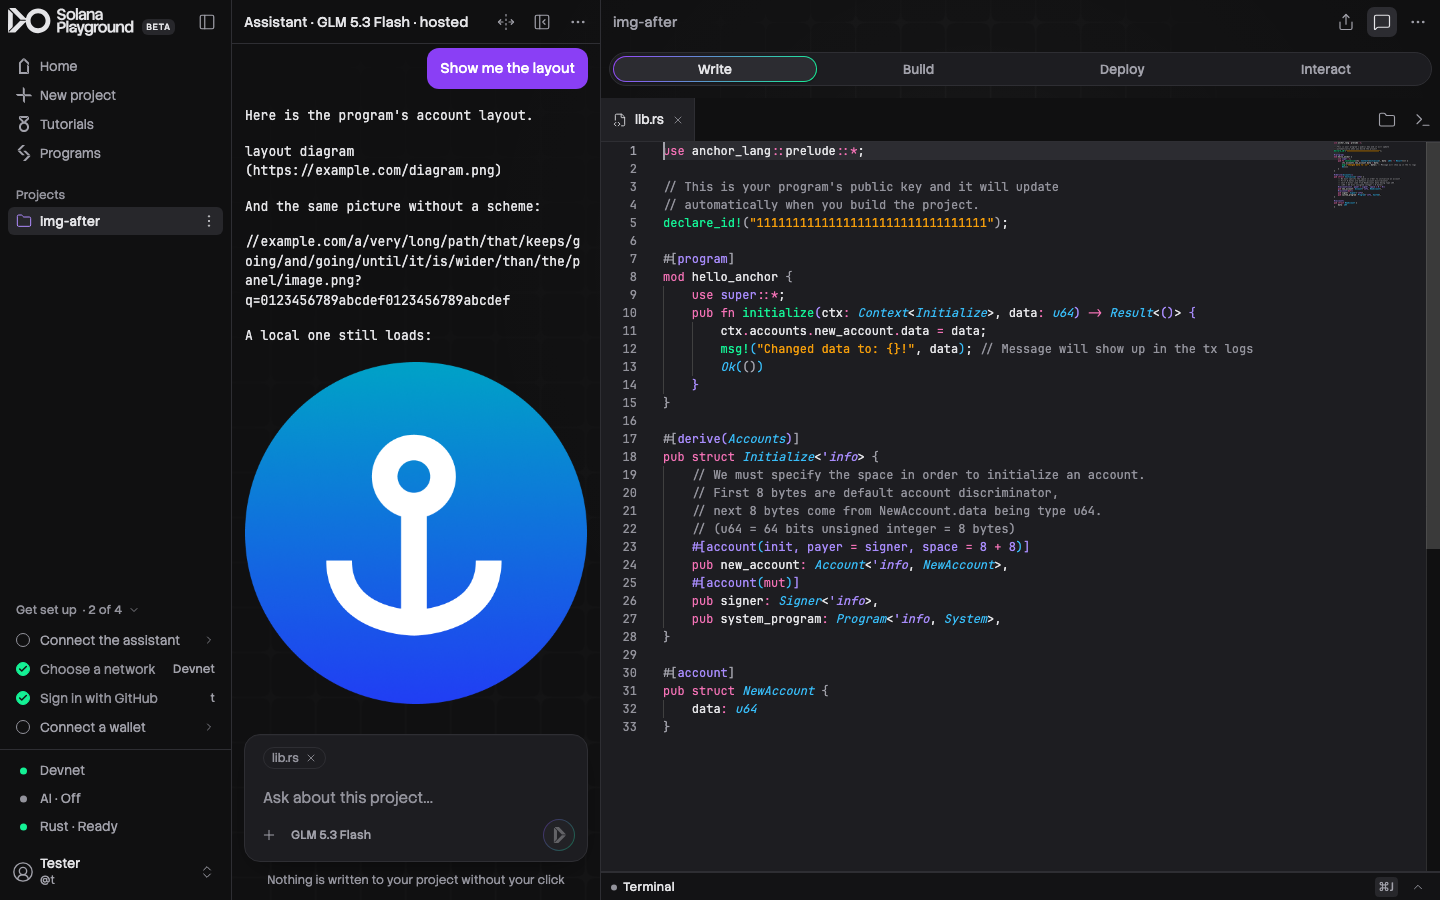 Solana
Playground
BETA
Home
New project
Tutorials
Programs
Projects
img-after
Get set up · 2 of 4
Connect the assistant
Choose a network Devnet
Sign in with GitHub t
Connect a wallet
Devnet
AI · Off
Rust · Ready
Tester
@t
Assistant · GLM 5.3 Flash · hosted
Show me the layout
Here is the program's account layout.
layout diagram
(https://example.com/diagram.png)
And the same picture without a scheme:
//example.com/a/very/long/path/that/keeps/g
oing/and/going/until/it/is/wider/than/the/p
anel/image.png?
q=0123456789abcdef0123456789abcdef
A local one still loads:
lib.rs
Ask about this project...
GLM 5.3 Flash
Nothing is written to your project without your click
img-after
Write Build Deploy Interact
lib.rs
1 use anchor_lang::prelude::*;
2
3 // This is your program's public key and it will update
4 // automatically when you build the project.
5 declare_id!("11111111111111111111111111111111");
6
7 #[program]
8 mod hello_anchor {
9 use super::*;
10 pub fn initialize(ctx: Context<Initialize>, data: u64) -> Result<()> {
11 ctx.accounts.new_account.data = data;
12 msg!("Changed data to: {}!", data); // Message will show up in the tx logs
13 Ok(())
14 }
15 }
16
17 #[derive(Accounts)]
18 pub struct Initialize<'info> {
19 // We must specify the space in order to initialize an account.
20 // First 8 bytes are default account discriminator,
21 // next 8 bytes come from NewAccount.data being type u64.
22 // (u64 = 64 bits unsigned integer = 8 bytes)
23 #[account(init, payer = signer, space = 8 + 8)]
24 pub new_account: Account<'info, NewAccount>,
25 #[account(mut)]
26 pub signer: Signer<'info>,
27 pub system_program: Program<'info, System>,
28 }
29
30 #[account]
31 pub struct NewAccount {
32 data: u64
33 }
Terminal
⌘J